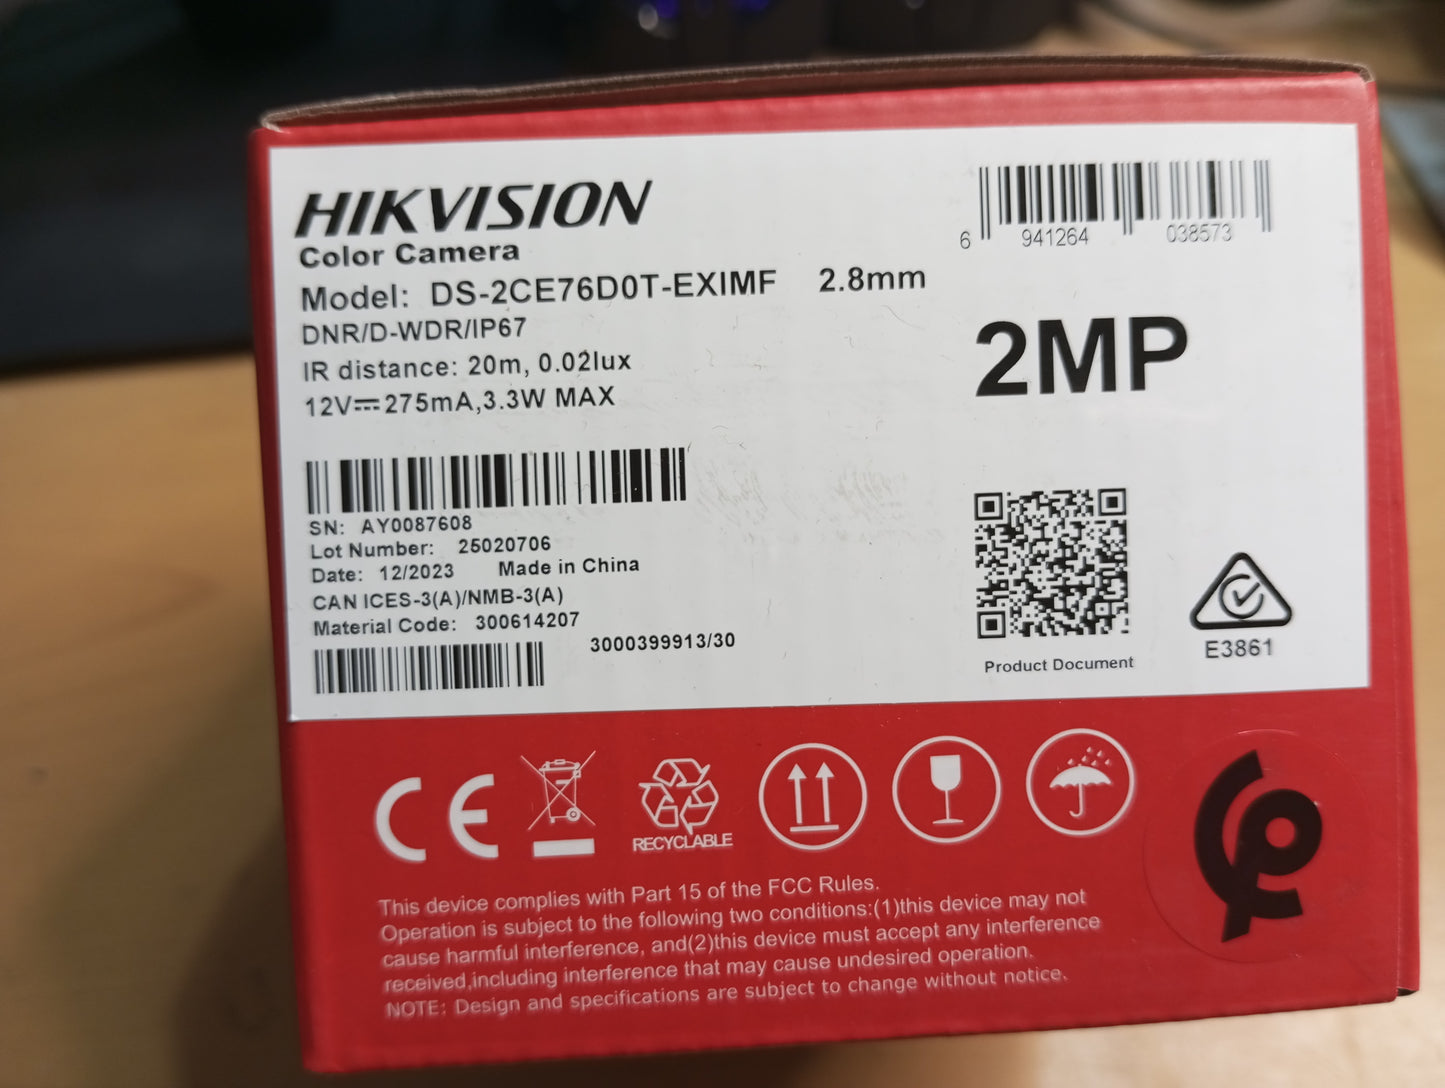 HIKVISION
Color Camera
Model: DS-2CE76D0T-EXIMF 2.8mm
DNR/D-WDR/IP67
IR distance: 20m, 0.02lux
12V⎓275mA,3.3W MAX
6 941264 038573
2MP
SN: AY0087608
Lot Number: 25020706
Date: 12/2023 Made in China
CAN ICES-3(A)/NMB-3(A)
Material Code: 300614207
3000399913/30
Product Document
E3861
CE
RECYCLABLE
This device complies with Part 15 of the FCC Rules.
Operation is subject to the following two conditions:(1)this device may not
cause harmful interference, and(2)this device must accept any interference
received,including interference that may cause undesired operation.
NOTE: Design and specifications are subject to change without notice.